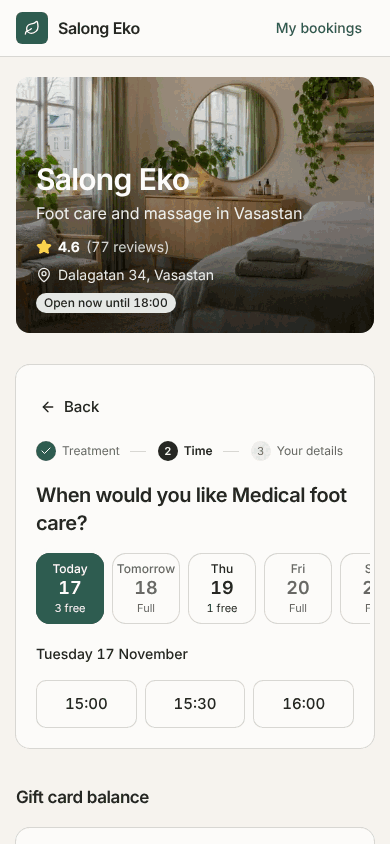 Salong Eko
My bookings
Salong Eko
Foot care and massage in Vasastan
4.6 (77 reviews)
Dalagatan 34, Vasastan
Open now until 18:00
Back
Treatment
2 Time
3 Your details
When would you like Medical foot
care?
Today
17
3 free
Tomorrow
18
Full
Thu
19
1 free
Fri
20
Full
Tuesday 17 November
15:00
15:30
16:00
Gift card balance